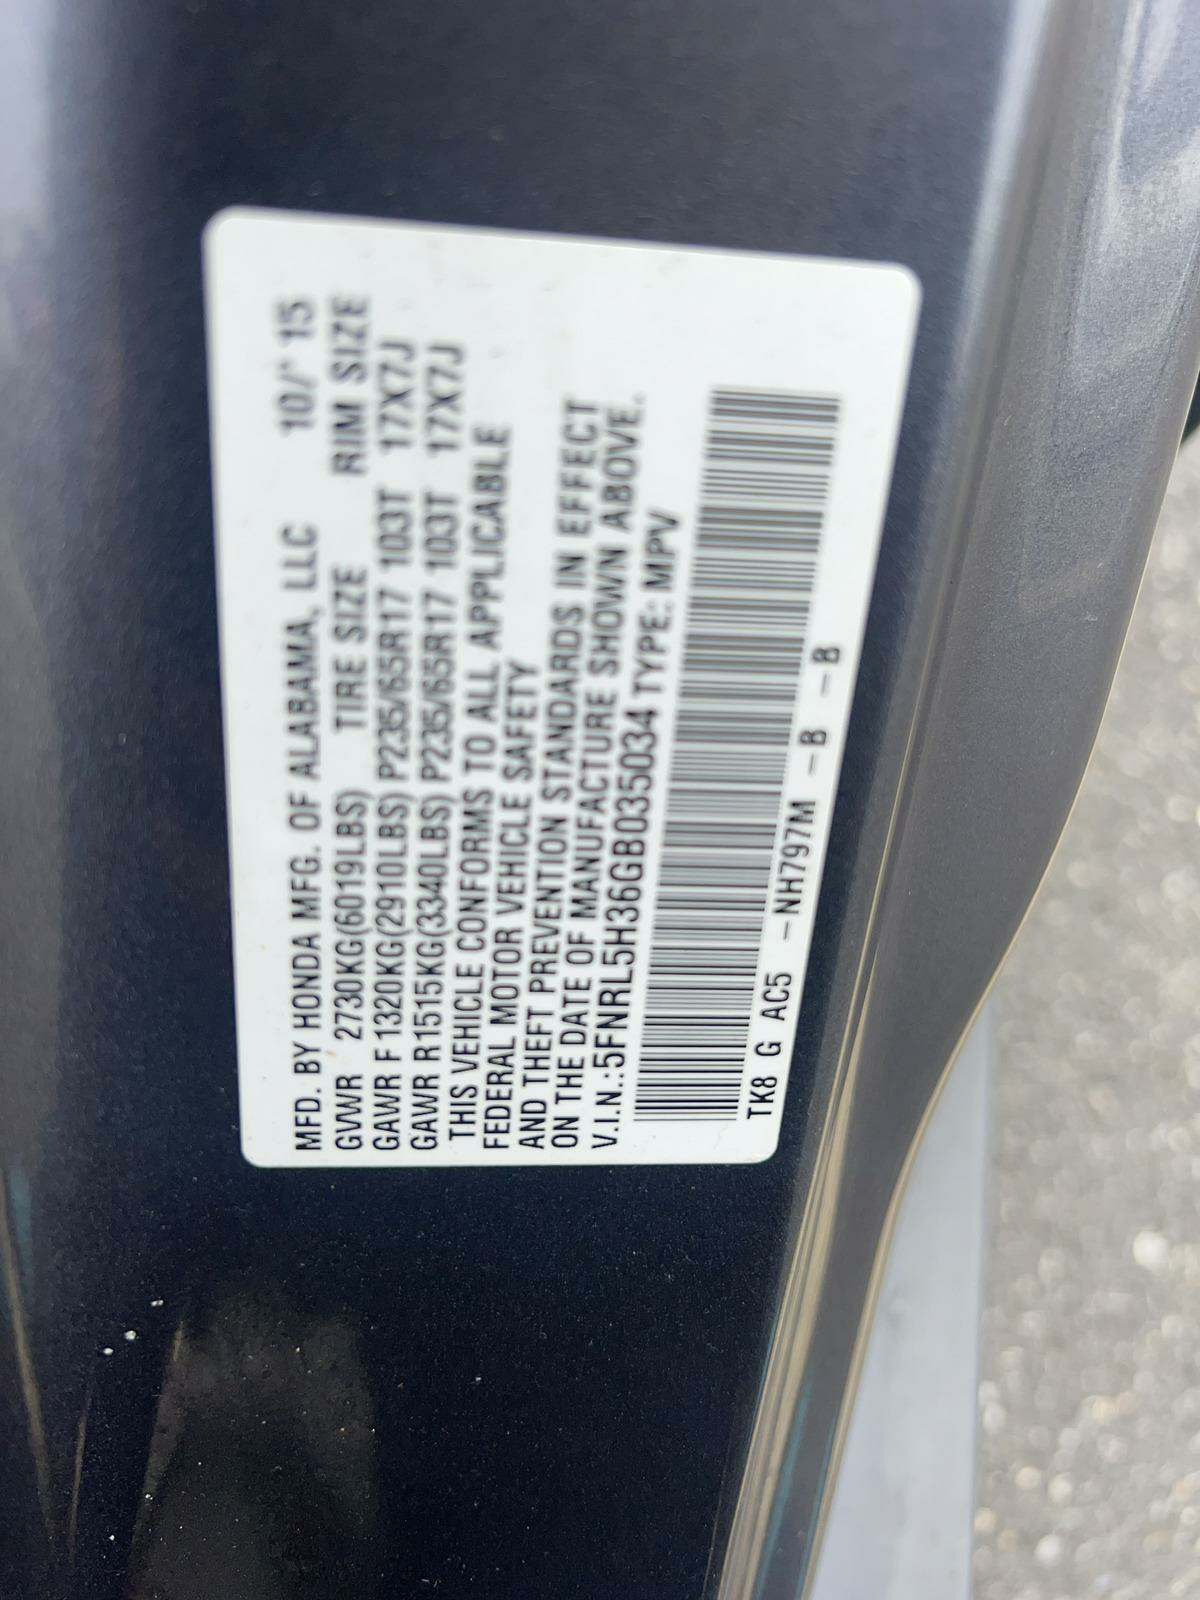 MFD. BY HONDA MFG. OF ALABAMA, LLC 10/'15
GVWR 2730KG(6019LBS) TIRE SIZE RIM SIZE
GAWR F 1320KG(2910LBS) P235/65R17 103T 17X7J
GAWR R1515KG(3340LBS) P235/65R17 103T 17X7J
THIS VEHICLE CONFORMS TO ALL APPLICABLE
FEDERAL MOTOR VEHICLE SAFETY
AND THEFT PREVENTION STANDARDS IN EFFECT
ON THE DATE OF MANUFACTURE SHOWN ABOVE.
V.I.N.:5FNRL5H36GB035034 TYPE: MPV
TK8 G AC5 -NH797M -B -B